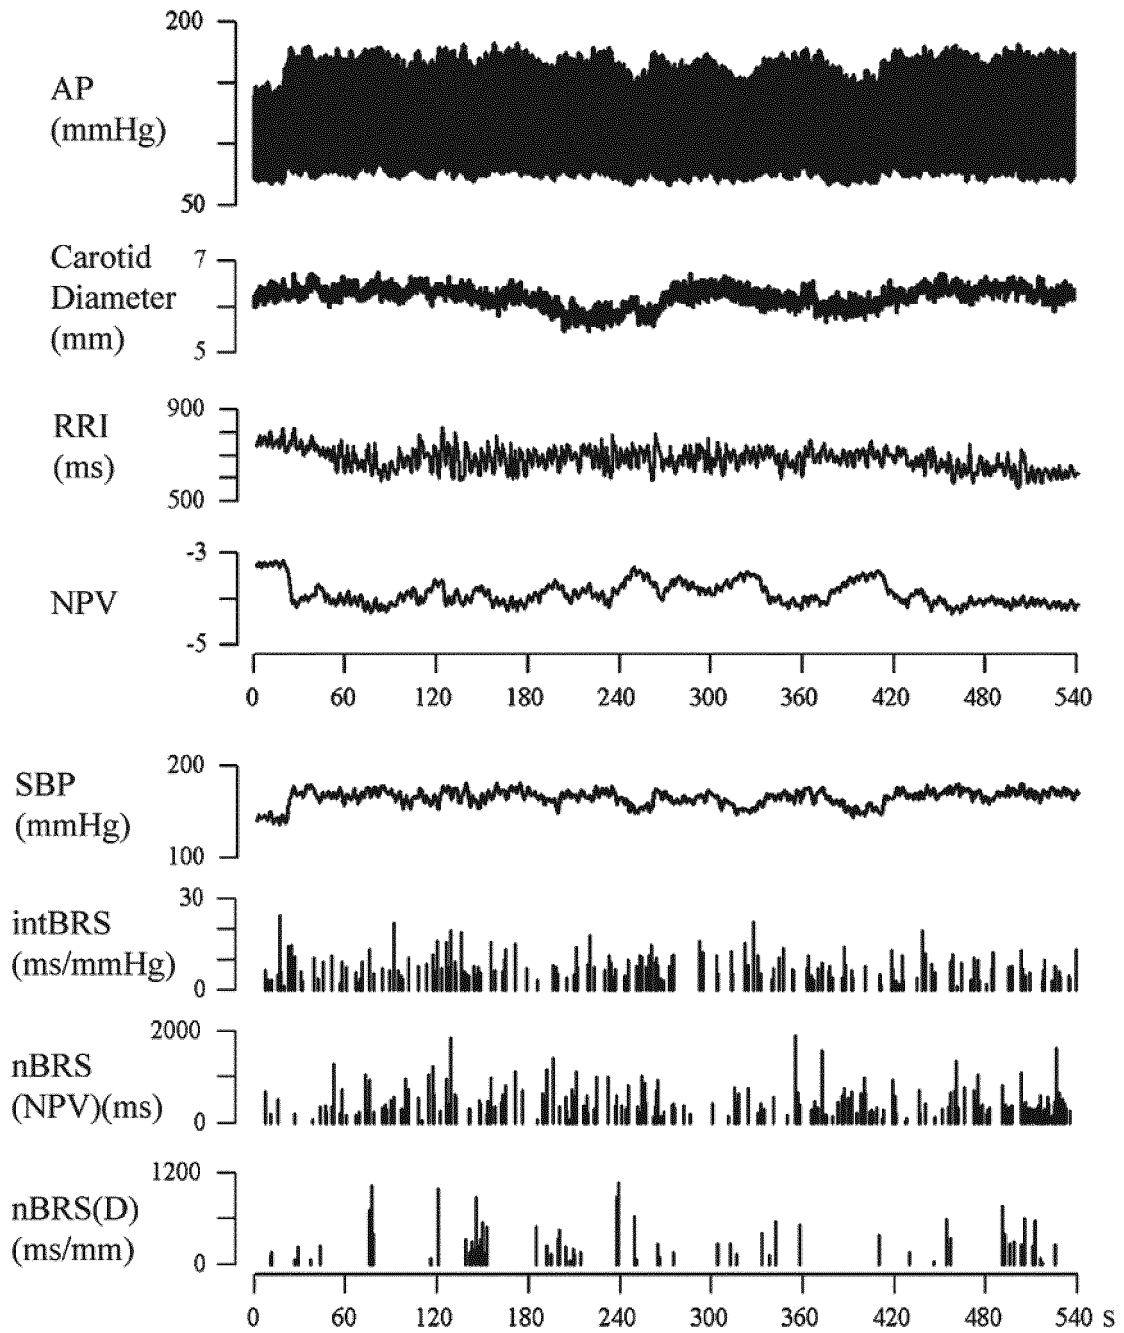 200
AP
(mmHg)
50
Carotid
Diameter
(mm)
7
5
RRI
(ms)
900
500
NPV
-3
-5
0 60 120 180 240 300 360 420 480 540
SBP
(mmHg)
200
100
intBRS
(ms/mmHg)
30
0
nBRS
(NPV)(ms)
2000
0
nBRS(D)
(ms/mm)
1200
0
0 60 120 180 240 300 360 420 480 540 s